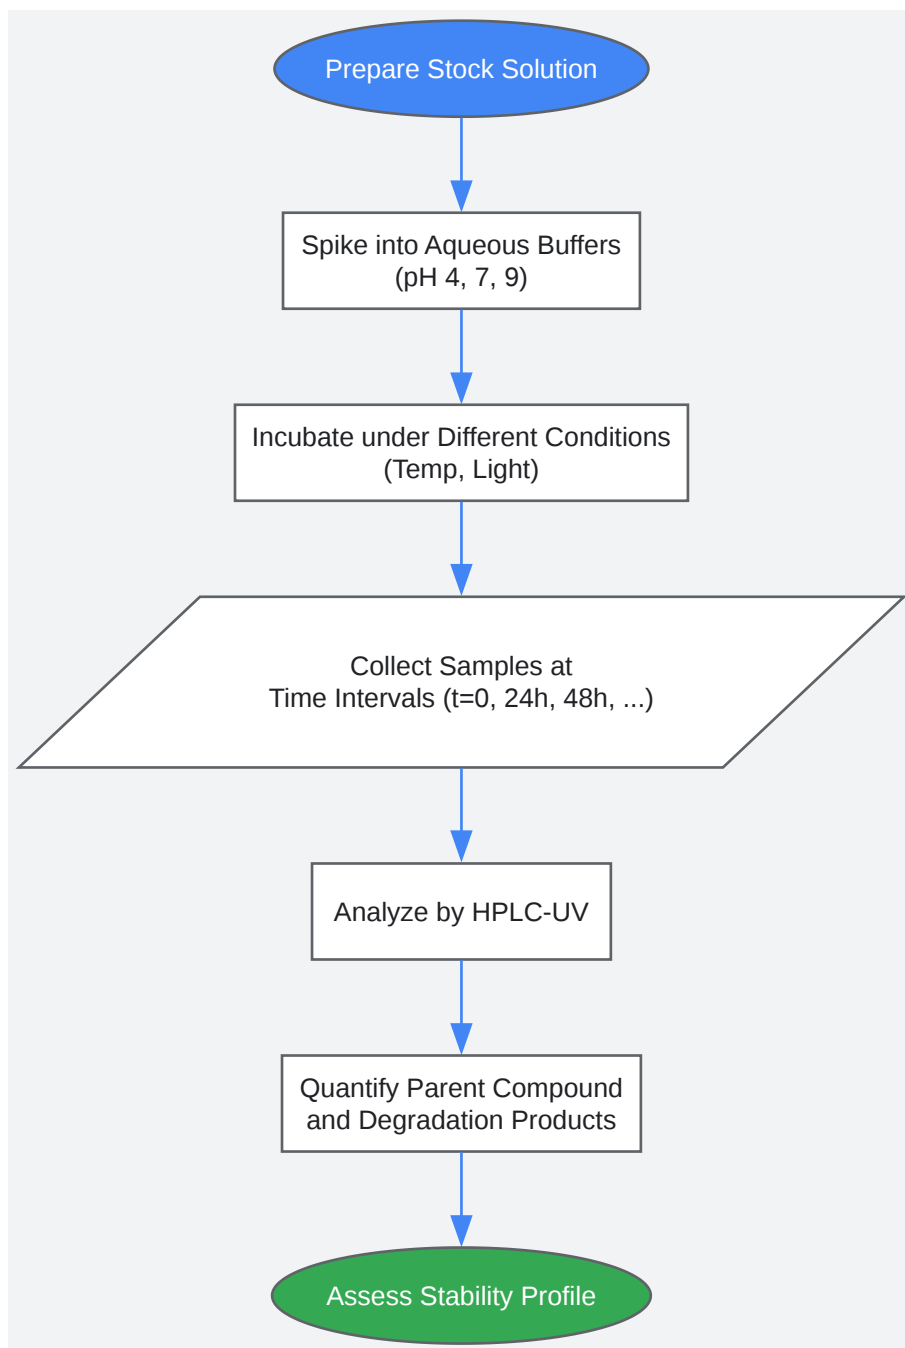 Prepare Stock Solution
Spike into Aqueous Buffers
(pH 4, 7, 9)
Incubate under Different Conditions
(Temp, Light)
Collect Samples at
Time Intervals (t=0, 24h, 48h, ...)
Analyze by HPLC-UV
Quantify Parent Compound
and Degradation Products
Assess Stability Profile